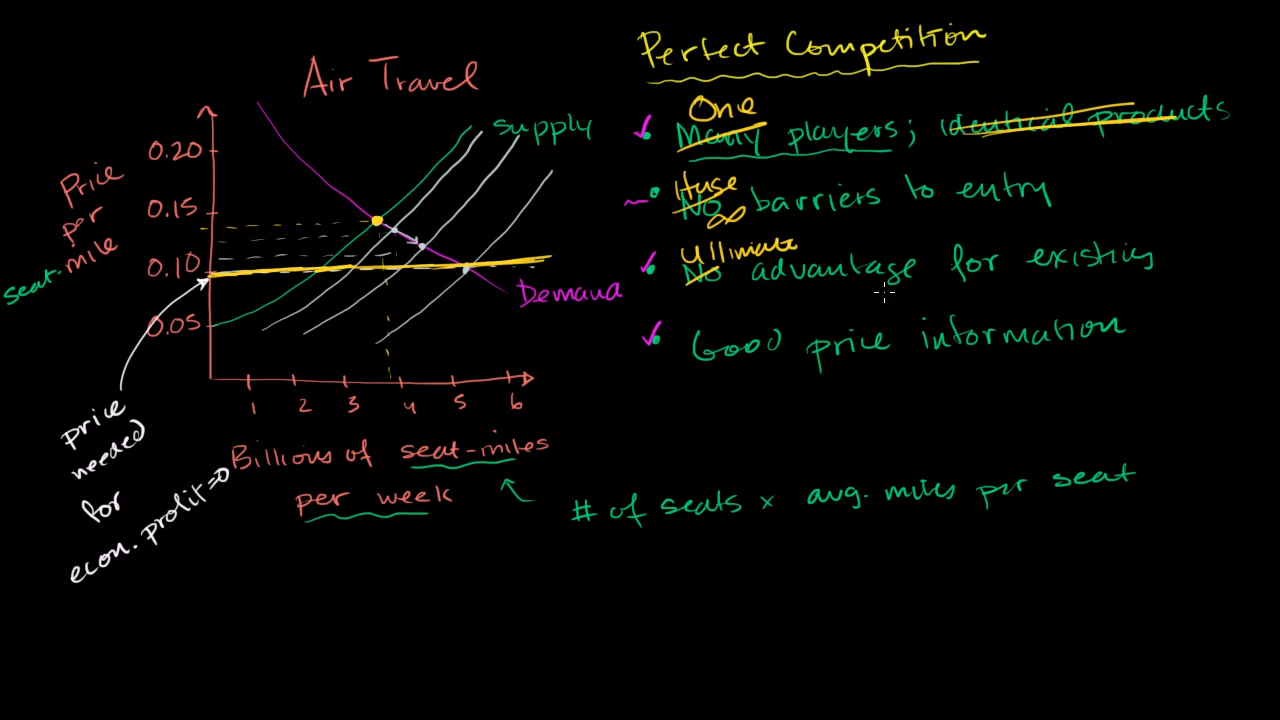 Perfect Competition
Air Travel
One
Many players; identical products
supply
0.20
Huge
No ∞ barriers to entry
Price
per
seat-mile
0.15
0.10
0.05
Ultimate
No advantage for existing
Demand
Good price information
1 2 3 4 5 6
price
needed
for
econ. profit=0
Billions of seat-miles
per week
# of seats x avg. miles per seat